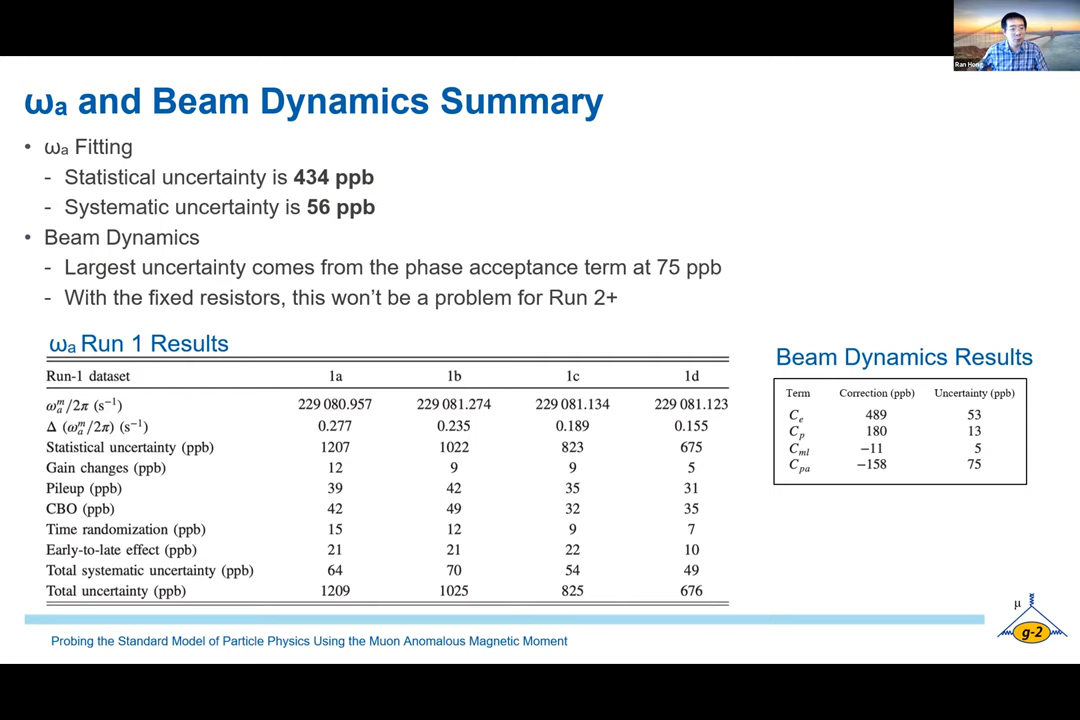 Ran Hong
ωₐ and Beam Dynamics Summary
• ωₐ Fitting
- Statistical uncertainty is 434 ppb
- Systematic uncertainty is 56 ppb
• Beam Dynamics
- Largest uncertainty comes from the phase acceptance term at 75 ppb
- With the fixed resistors, this won't be a problem for Run 2+
ωₐ Run 1 Results
Run-1 dataset 1a 1b 1c 1d
ωₐᵐ/2π (s⁻¹) 229 080.957 229 081.274 229 081.134 229 081.123
Δ (ωₐᵐ/2π) (s⁻¹) 0.277 0.235 0.189 0.155
Statistical uncertainty (ppb) 1207 1022 823 675
Gain changes (ppb) 12 9 9 5
Pileup (ppb) 39 42 35 31
CBO (ppb) 42 49 32 35
Time randomization (ppb) 15 12 9 7
Early-to-late effect (ppb) 21 21 22 10
Total systematic uncertainty (ppb) 64 70 54 49
Total uncertainty (ppb) 1209 1025 825 676
Beam Dynamics Results
Term Correction (ppb) Uncertainty (ppb)
C_e 489 53
C_p 180 13
C_ml −11 5
C_pa −158 75
μ
g-2
Probing the Standard Model of Particle Physics Using the Muon Anomalous Magnetic Moment